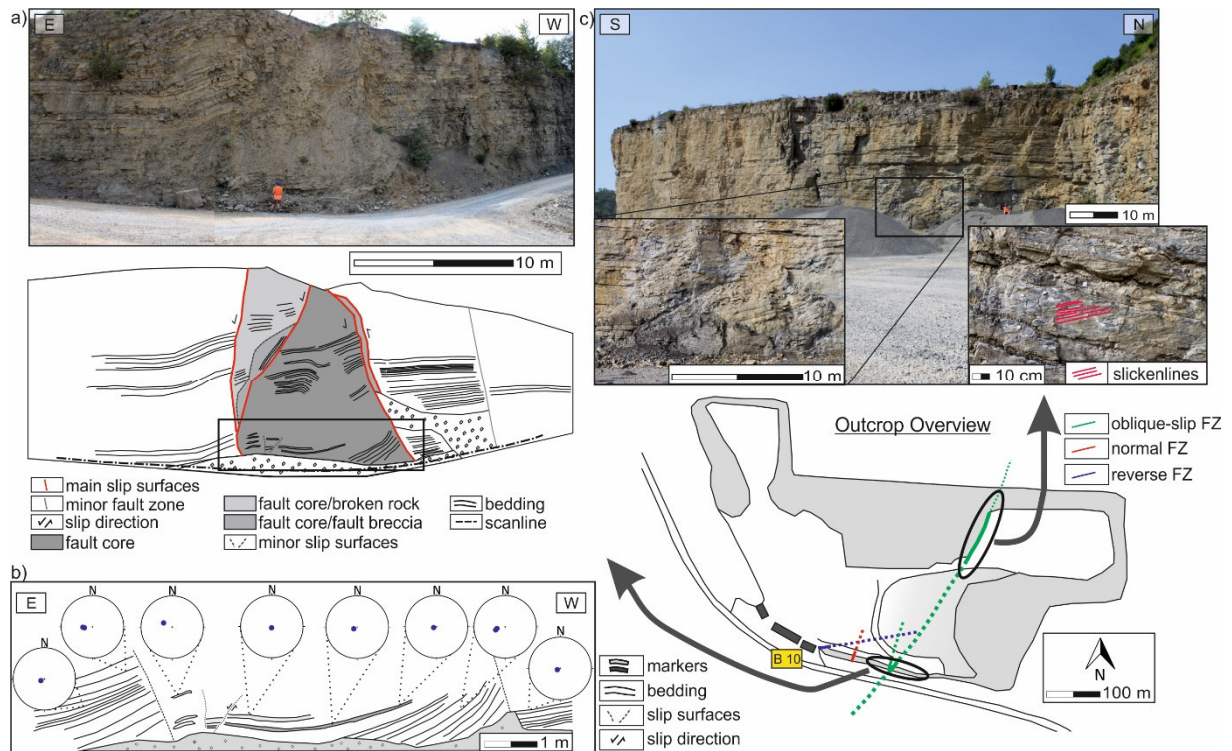 a)
E
W
10 m
main slip surfaces
minor fault zone
slip direction
fault core
fault core/broken rock
fault core/fault breccia
minor slip surfaces
bedding
scanline
b)
E
W
N
N
N
N
N
N
N
N
1 m
c)
S
N
10 m
10 m
10 cm
slickenlines
Outcrop Overview
oblique-slip FZ
normal FZ
reverse FZ
B 10
markers
bedding
slip surfaces
slip direction
N
100 m